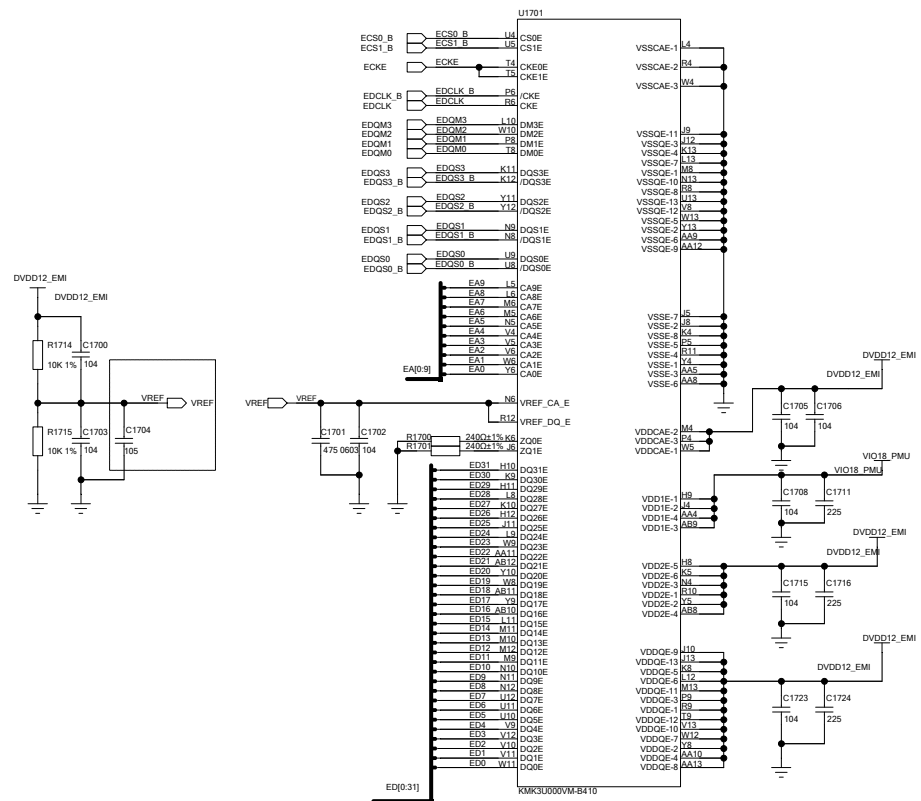 U1701
ECS0_B ECS0_B U4 CS0E
ECS1_B ECS1_B U5 CS1E
ECKE ECKE T4 CKE0E
T5 CKE1E
EDCLK_B EDCLK_B P6 /CKE
EDCLK EDCLK R6 CKE
EDQM3 EDQM3 L10 DM3E
EDQM2 EDQM2 W10 DM2E
EDQM1 EDQM1 P8 DM1E
EDQM0 EDQM0 T8 DM0E
EDQS3 EDQS3 K11 DQS3E
EDQS3_B EDQS3_B K12 /DQS3E
EDQS2 EDQS2 Y11 DQS2E
EDQS2_B EDQS2_B Y12 /DQS2E
EDQS1 EDQS1 N9 DQS1E
EDQS1_B EDQS1_B N8 /DQS1E
EDQS0 EDQS0 U9 DQS0E
EDQS0_B EDQS0_B U8 /DQS0E
EA9 L5 CA9E
EA8 L6 CA8E
EA7 M6 CA7E
EA6 M5 CA6E
EA5 N5 CA5E
EA4 V4 CA4E
EA3 V5 CA3E
EA2 V6 CA2E
EA1 W6 CA1E
EA0 Y6 CA0E
EA[0:9]
VREF VREF N6 VREF_CA_E
R12 VREF_DQ_E
C1701
475 0603
C1702
104
R1700 240Ω±1% K6 ZQ0E
R1701 240Ω±1% J6 ZQ1E
ED31 H10 DQ31E
ED30 K9 DQ30E
ED29 H11 DQ29E
ED28 L8 DQ28E
ED27 K10 DQ27E
ED26 H12 DQ26E
ED25 J11 DQ25E
ED24 L9 DQ24E
ED23 W9 DQ23E
ED22 AA11 DQ22E
ED21 AB12 DQ21E
ED20 Y10 DQ20E
ED19 W8 DQ19E
ED18 AB11 DQ18E
ED17 Y9 DQ17E
ED16 AB10 DQ16E
ED15 L11 DQ15E
ED14 M11 DQ14E
ED13 M10 DQ13E
ED12 M12 DQ12E
ED11 M9 DQ11E
ED10 N10 DQ10E
ED9 N11 DQ9E
ED8 N12 DQ8E
ED7 U12 DQ7E
ED6 U11 DQ6E
ED5 U10 DQ5E
ED4 V9 DQ4E
ED3 V12 DQ3E
ED2 V10 DQ2E
ED1 V11 DQ1E
ED0 W11 DQ0E
ED[0:31]
KMK3U000VM-B410
DVDD12_EMI
DVDD12_EMI
R1714
10K 1%
C1700
104
VREF VREF
R1715
10K 1%
C1703
104
C1704
105
VSSCAE-1 L4
VSSCAE-2 R4
VSSCAE-3 W4
VSSQE-11 J9
VSSQE-3 J12
VSSQE-4 K13
VSSQE-7 L13
VSSQE-1 M8
VSSQE-10 N13
VSSQE-8 R8
VSSQE-13 U13
VSSQE-12 V8
VSSQE-5 W13
VSSQE-2 Y13
VSSQE-6 AA9
VSSQE-9 AA12
VSSE-7 J5
VSSE-2 J8
VSSE-8 K4
VSSE-5 P5
VSSE-4 R11
VSSE-1 Y4
VSSE-3 AA5
VSSE-6 AA8
VDDCAE-2 M4
VDDCAE-3 P4
VDDCAE-1 W5
DVDD12_EMI
DVDD12_EMI
C1705
104
C1706
104
VDD1E-1 H9
VDD1E-2 J4
VDD1E-4 AA4
VDD1E-3 AB9
VIO18_PMU
VIO18_PMU
C1708
104
C1711
225
VDD2E-5 H8
VDD2E-6 K5
VDD2E-3 N4
VDD2E-1 R10
VDD2E-2 Y5
VDD2E-4 AB8
DVDD12_EMI
DVDD12_EMI
C1715
104
C1716
225
VDDQE-9 J10
VDDQE-13 J13
VDDQE-5 K8
VDDQE-6 L12
VDDQE-11 M13
VDDQE-3 P9
VDDQE-1 R9
VDDQE-12 T9
VDDQE-10 V13
VDDQE-7 W12
VDDQE-2 Y8
VDDQE-4 AA10
VDDQE-8 AA13
DVDD12_EMI
DVDD12_EMI
C1723
104
C1724
225